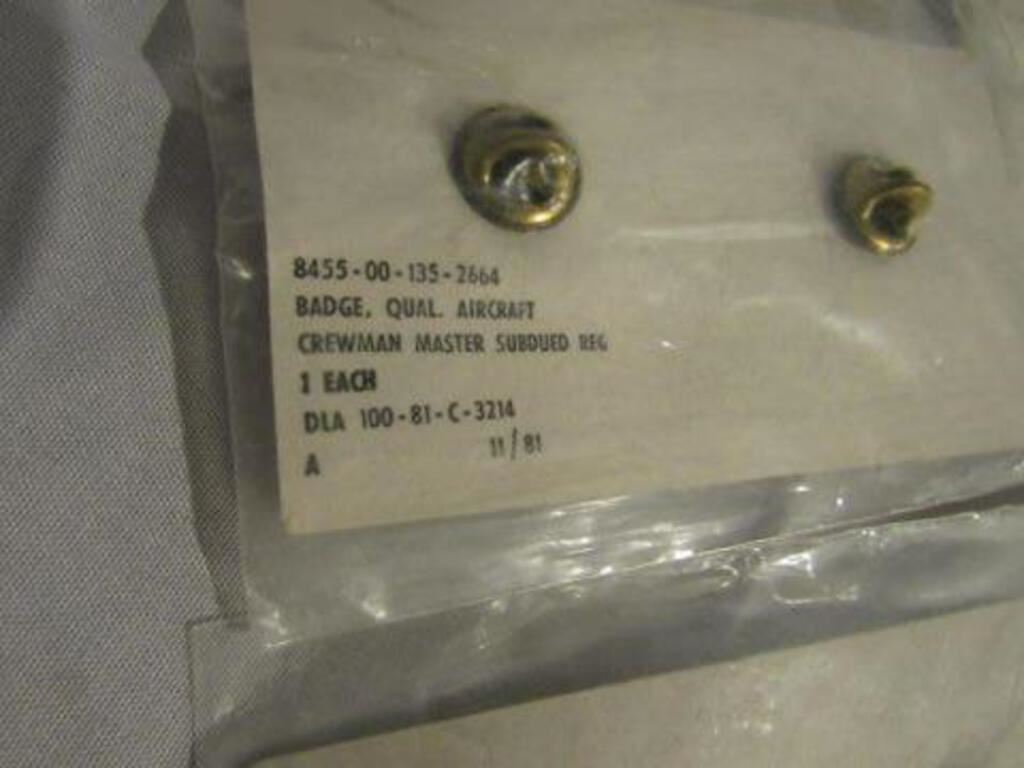 8455-00-135-2664
BADGE, QUAL. AIRCRAFT
CREWMAN MASTER SUBDUED REG
1 EACH
DLA 100-81-C-3214
A 11/81